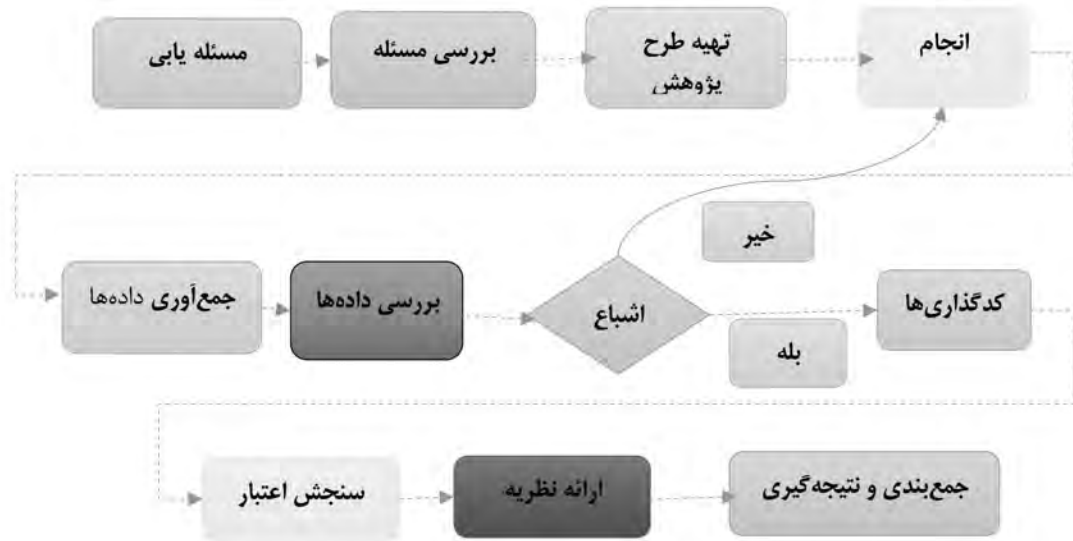 مسئله یابی
بررسی مسئله
تهیه طرح
پژوهش
انجام
خیر
جمع‌آوری داده‌ها
بررسی داده‌ها
اشباع
بله
کدگذاری‌ها
سنجش اعتبار
ارائه نظریه
جمع‌بندی و نتیجه‌گیری